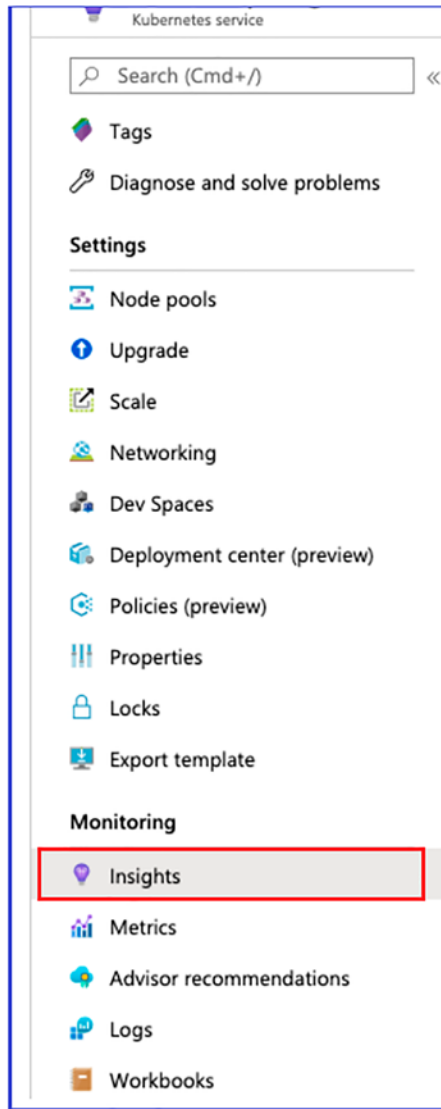 Kubernetes service
Search (Cmd+/)
«
Tags
Diagnose and solve problems
Settings
Node pools
Upgrade
Scale
Networking
Dev Spaces
Deployment center (preview)
Policies (preview)
Properties
Locks
Export template
Monitoring
Insights
Metrics
Advisor recommendations
Logs
Workbooks